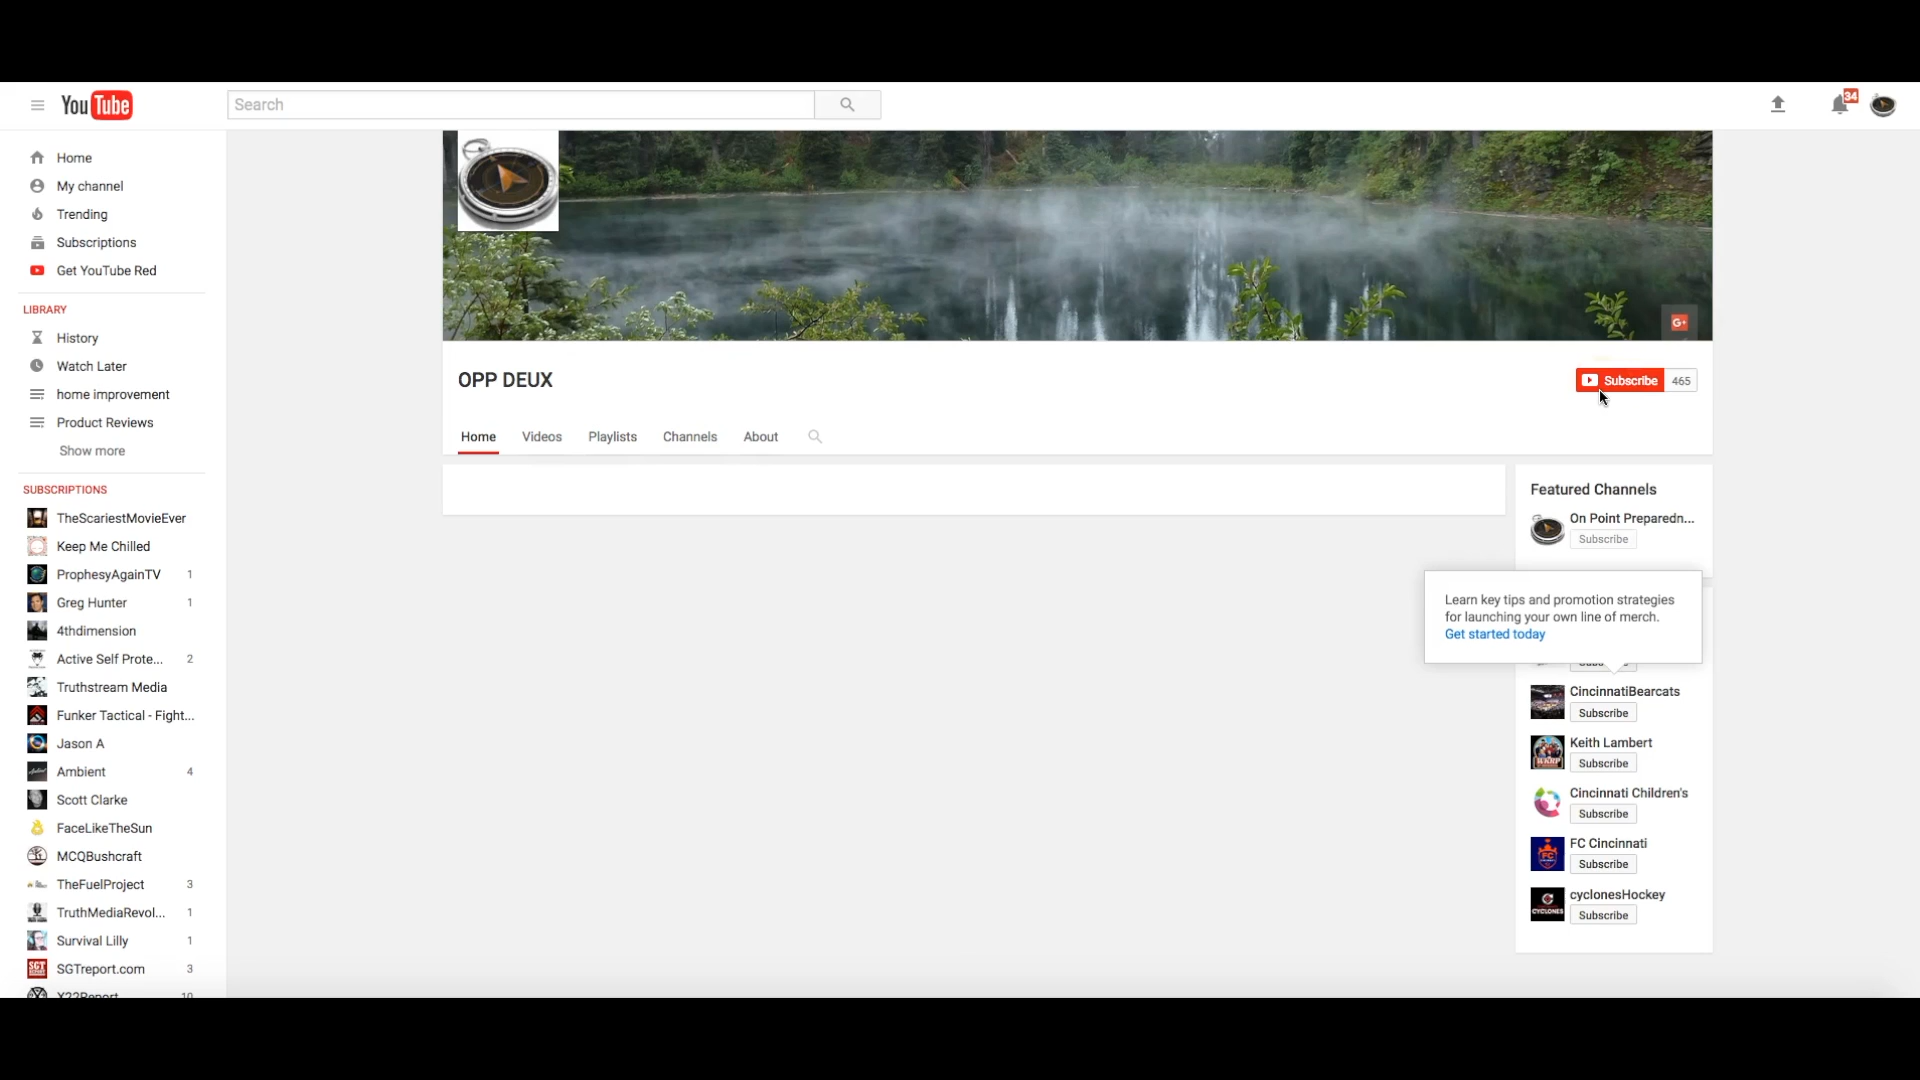 YouTube
Search
34
Home
My channel
Trending
Subscriptions
Get YouTube Red
LIBRARY
History
Watch Later
home improvement
Product Reviews
Show more
SUBSCRIPTIONS
TheScariestMovieEver
Keep Me Chilled
ProphesyAgainTV 1
Greg Hunter 1
4thdimension
Active Self Prote... 2
Truthstream Media
Funker Tactical - Fight...
Jason A
Ambient 4
Scott Clarke
FaceLikeTheSun
MCQBushcraft
TheFuelProject 3
TruthMediaRevol... 1
Survival Lilly 1
SGTreport.com 3
X22Report 10
G+
OPP DEUX
Subscribe 465
Home Videos Playlists Channels About
Featured Channels
On Point Preparedn...
Subscribe
Learn key tips and promotion strategies
for launching your own line of merch.
Get started today
CincinnatiBearcats
Subscribe
Keith Lambert
Subscribe
Cincinnati Children's
Subscribe
FC Cincinnati
Subscribe
cyclonesHockey
Subscribe